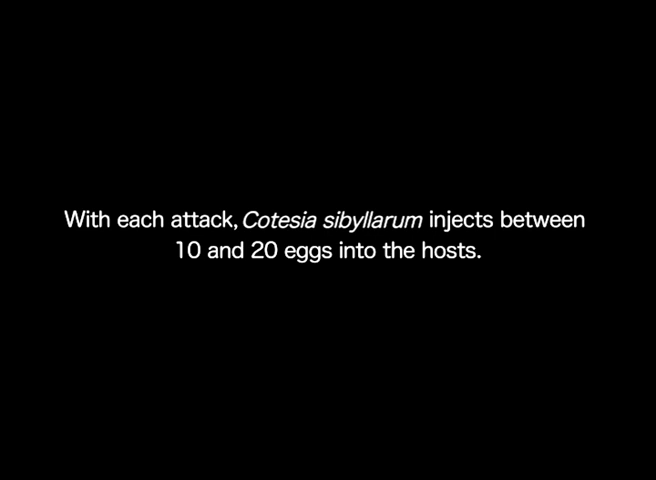 With each attack, Cotesia sibyllarum injects between
10 and 20 eggs into the hosts.